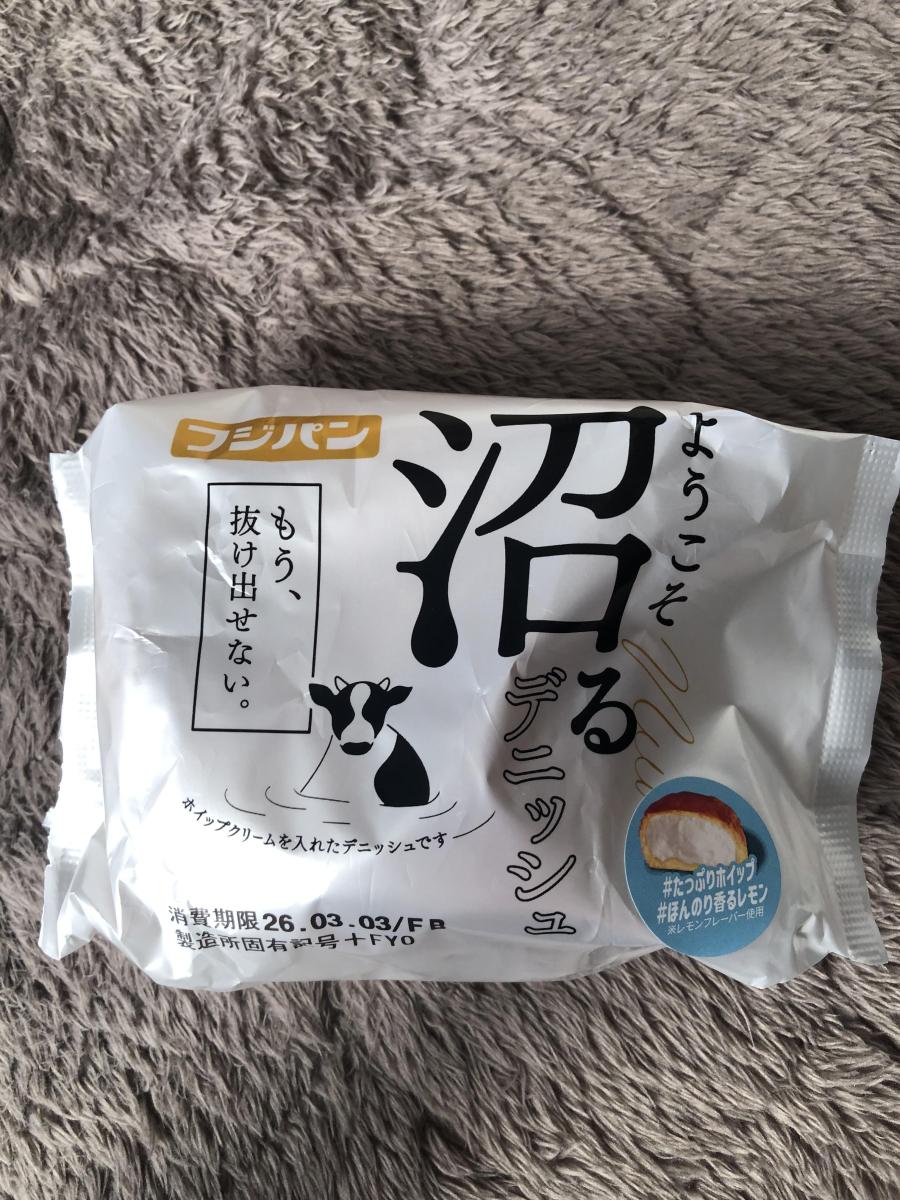 フジパン
ようこそ
沼る
デニッシュ
もう、
抜け出せない。
ホイップクリームを入れたデニッシュです
#たっぷりホイップ
#ほんのり香るレモン
※レモンフレーバー使用
消費期限26.03.03/FB
製造所固有記号+FYO